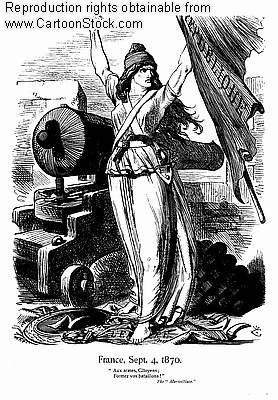 Reproduction rights obtainable from
www.CartoonStock.com
France, Sept. 4, 1870.
"Aux armes, Citoyens;
Formez vos bataillons!"
The "Marseillaise."